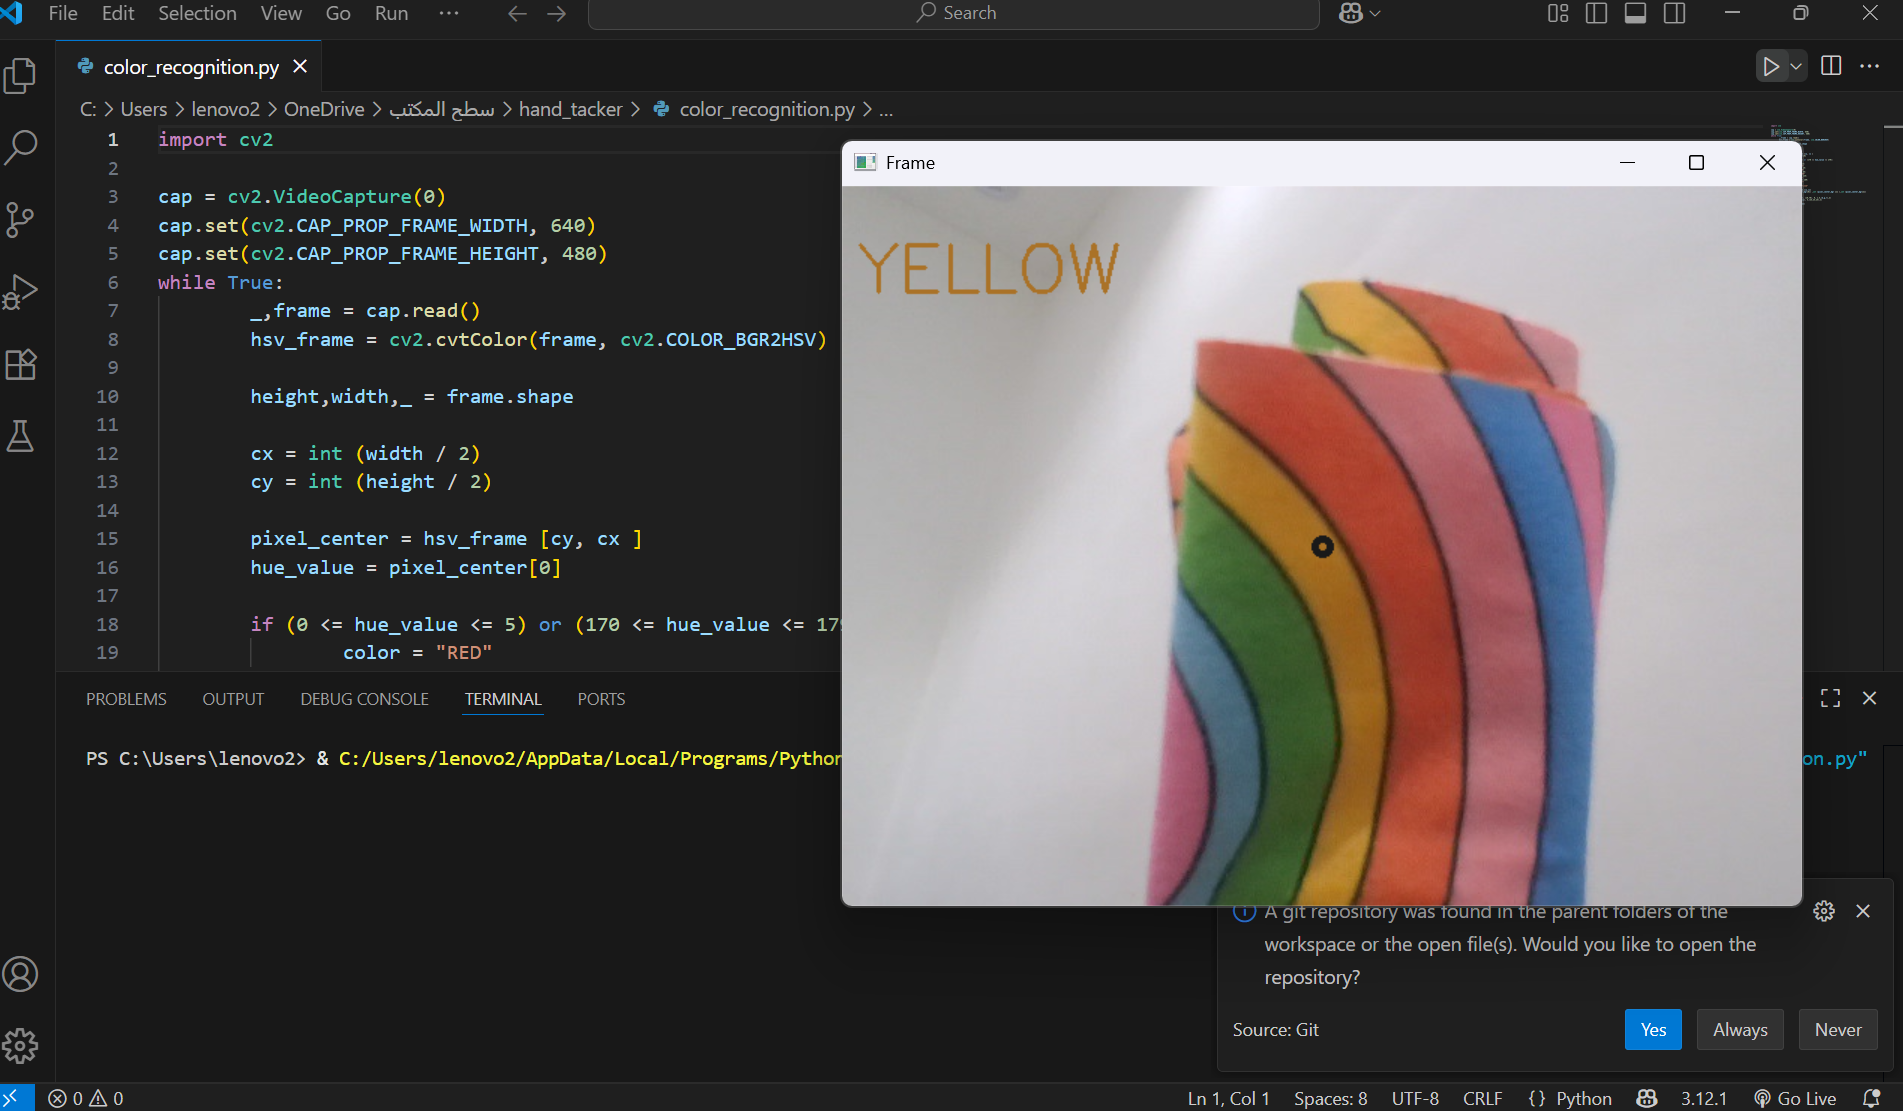 File Edit Selection View Go Run ··· Search
color_recognition.py
C: > Users > lenovo2 > OneDrive > سطح المكتب > hand_tacker > color_recognition.py > ...
1 import cv2
2
3 cap = cv2.VideoCapture(0)
4 cap.set(cv2.CAP_PROP_FRAME_WIDTH, 640)
5 cap.set(cv2.CAP_PROP_FRAME_HEIGHT, 480)
6 while True:
7 _,frame = cap.read()
8 hsv_frame = cv2.cvtColor(frame, cv2.COLOR_BGR2HSV)
9
10 height,width,_ = frame.shape
11
12 cx = int (width / 2)
13 cy = int (height / 2)
14
15 pixel_center = hsv_frame [cy, cx ]
16 hue_value = pixel_center[0]
17
18 if (0 <= hue_value <= 5) or (170 <= hue_value <= 179
19 color = "RED"
Frame
YELLOW
PROBLEMS OUTPUT DEBUG CONSOLE TERMINAL PORTS
PS C:\Users\lenovo2> & C:/Users/lenovo2/AppData/Local/Programs/Python on.py"
A git repository was found in the parent folders of the
workspace or the open file(s). Would you like to open the
repository?
Source: Git Yes Always Never
0 0 Ln 1, Col 1 Spaces: 8 UTF-8 CRLF {} Python 3.12.1 Go Live